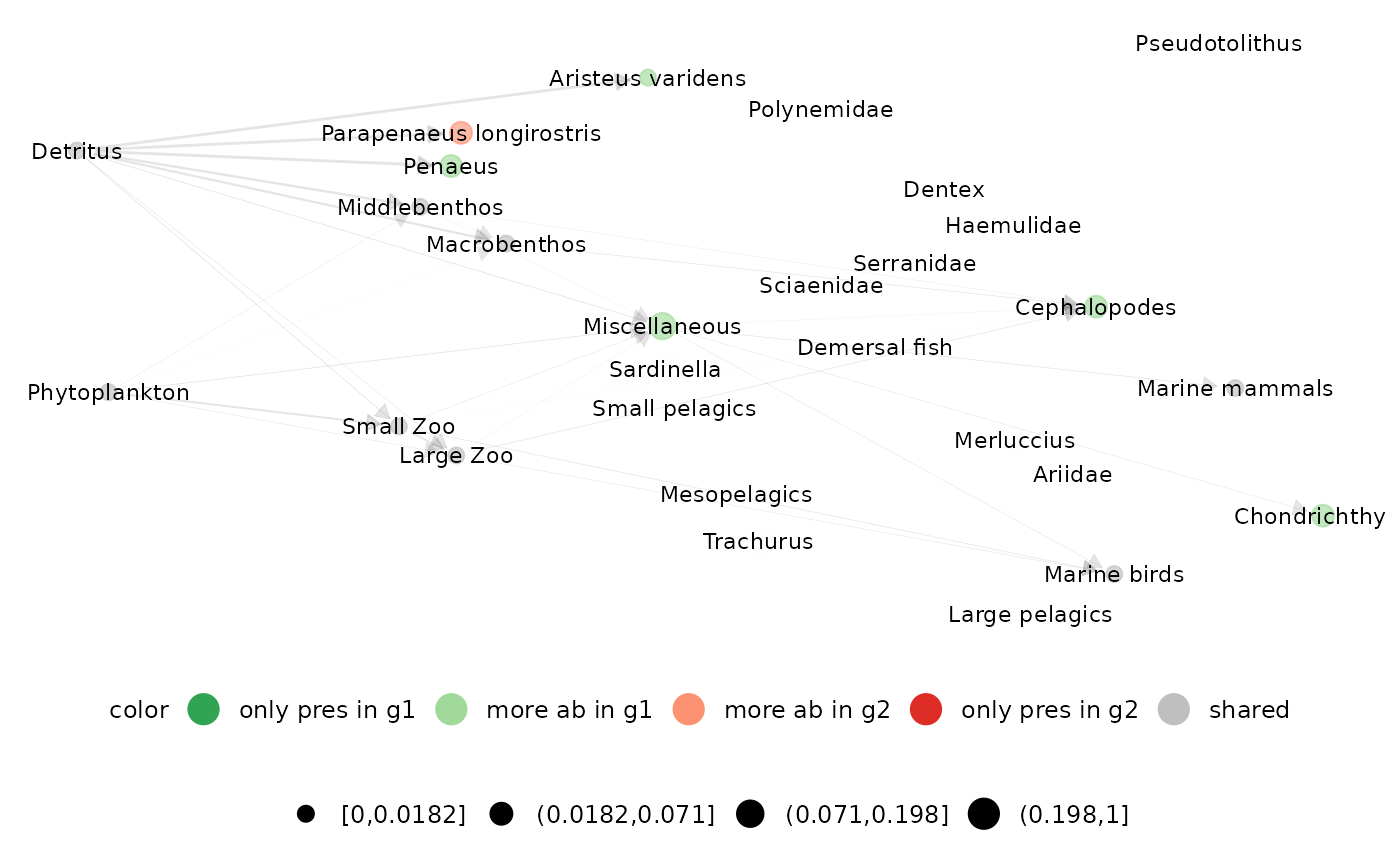 Pseudotolithus
Aristeus varidens
Polynemidae
Parapenaeus longirostris
Detritus
Penaeus
Dentex
Middlebenthos
Haemulidae
Macrobenthos
Serranidae
Sciaenidae
Cephalopodes
Miscellaneous
Demersal fish
Sardinella
Marine mammals
Phytoplankton
Small pelagics
Small Zoo
Merluccius
Large Zoo
Ariidae
Mesopelagics
Chondrichthy
Trachurus
Marine birds
Large pelagics
color only pres in g1 more ab in g1 more ab in g2 only pres in g2 shared
[0,0.0182] (0.0182,0.071] (0.071,0.198] (0.198,1]